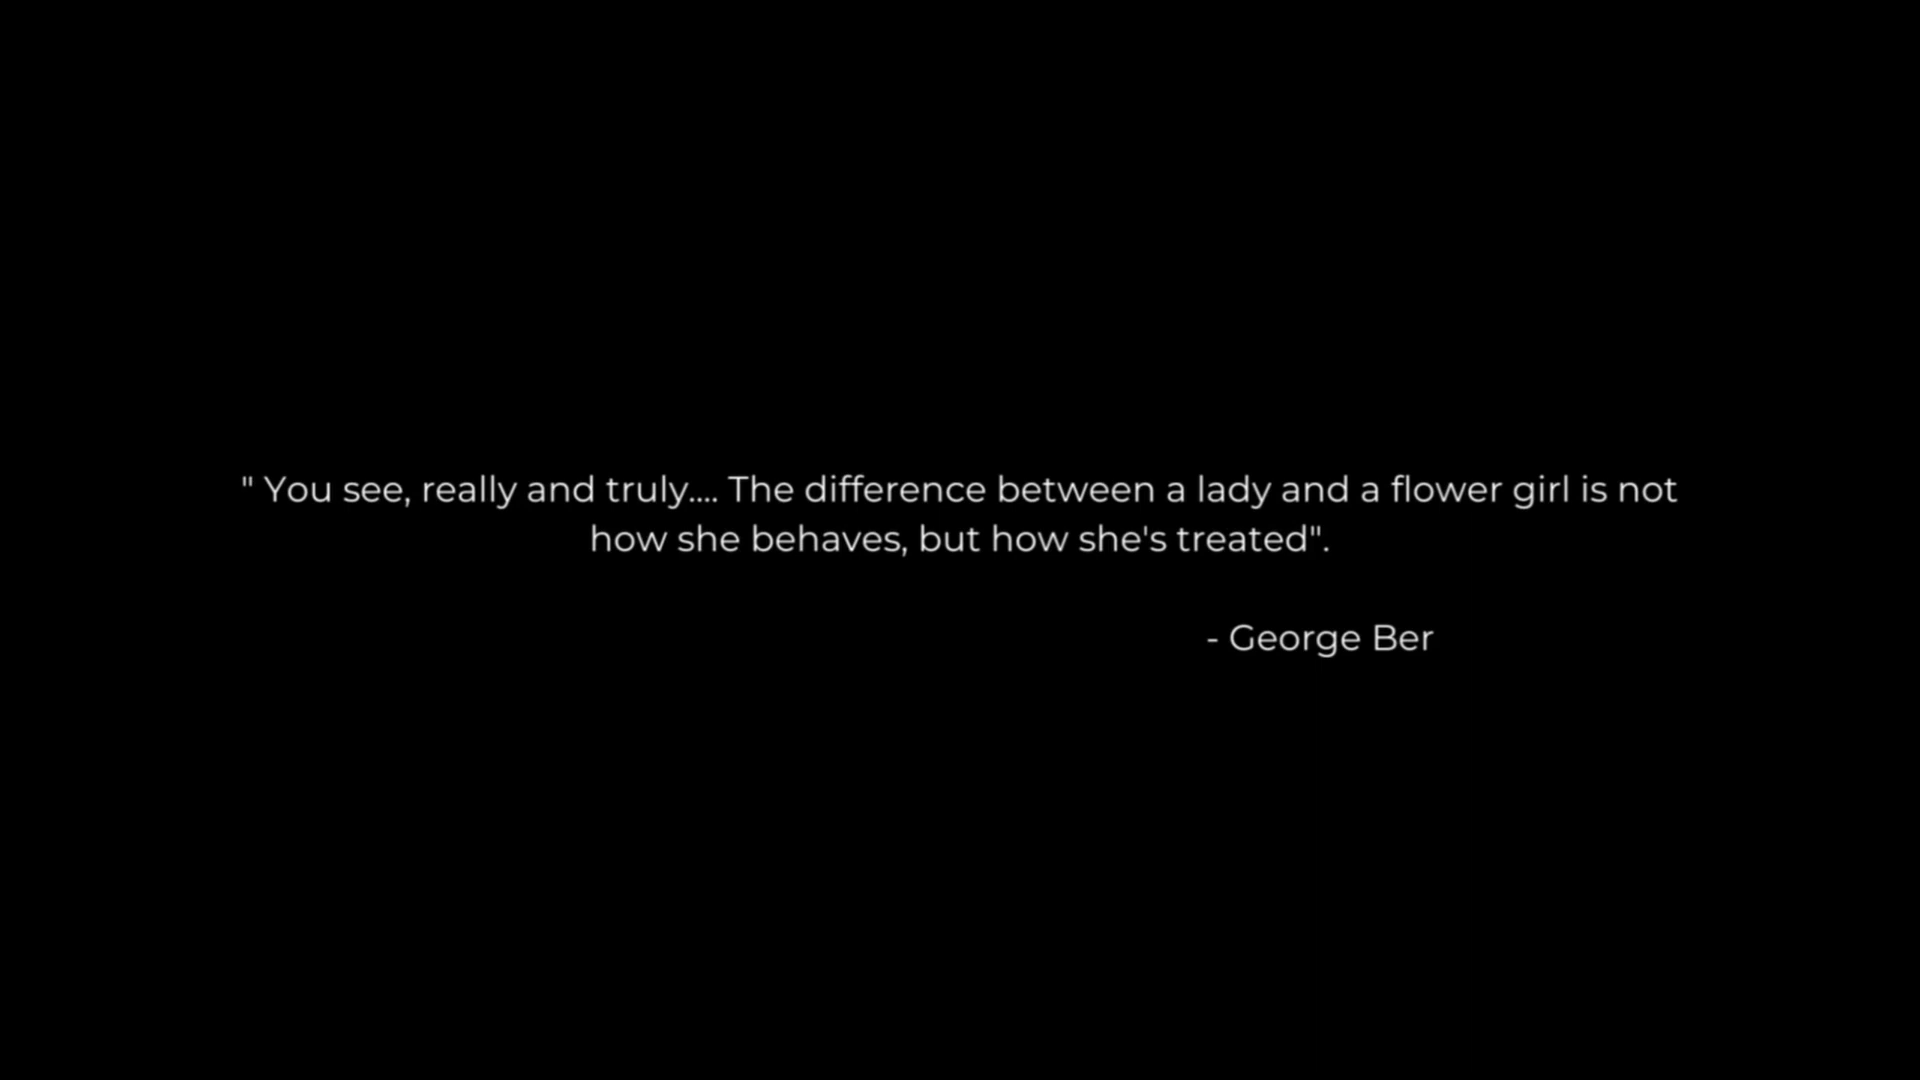 " You see, really and truly.... The difference between a lady and a flower girl is not
how she behaves, but how she's treated".
- George Ber